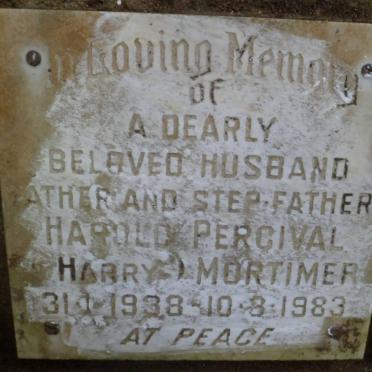 In Loving Memory
OF
A DEARLY
BELOVED HUSBAND
FATHER AND STEP-FATHER
HAROLD PERCIVAL
(HARRY) MORTIMER
31·1·1938-10·8·1983
AT PEACE